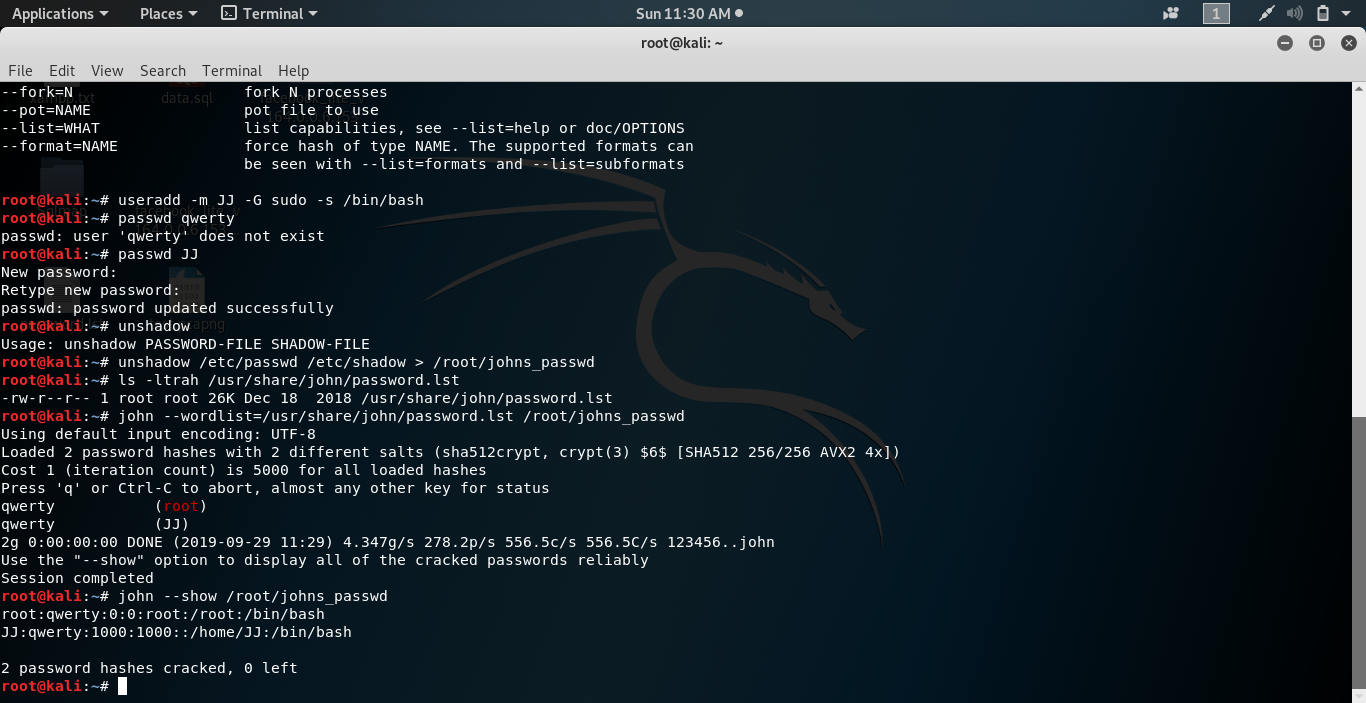 Applications Places Terminal Sun 11:30 AM 1
root@kali: ~
File Edit View Search Terminal Help
--fork=N fork N processes
--pot=NAME pot file to use
--list=WHAT list capabilities, see --list=help or doc/OPTIONS
--format=NAME force hash of type NAME. The supported formats can
be seen with --list=formats and --list=subformats
root@kali:~# useradd -m JJ -G sudo -s /bin/bash
root@kali:~# passwd qwerty
passwd: user 'qwerty' does not exist
root@kali:~# passwd JJ
New password:
Retype new password:
passwd: password updated successfully
root@kali:~# unshadow
Usage: unshadow PASSWORD-FILE SHADOW-FILE
root@kali:~# unshadow /etc/passwd /etc/shadow > /root/johns_passwd
root@kali:~# ls -ltrah /usr/share/john/password.lst
-rw-r--r-- 1 root root 26K Dec 18  2018 /usr/share/john/password.lst
root@kali:~# john --wordlist=/usr/share/john/password.lst /root/johns_passwd
Using default input encoding: UTF-8
Loaded 2 password hashes with 2 different salts (sha512crypt, crypt(3) $6$ [SHA512 256/256 AVX2 4x])
Cost 1 (iteration count) is 5000 for all loaded hashes
Press 'q' or Ctrl-C to abort, almost any other key for status
qwerty (root)
qwerty (JJ)
2g 0:00:00:00 DONE (2019-09-29 11:29) 4.347g/s 278.2p/s 556.5c/s 556.5C/s 123456..john
Use the "--show" option to display all of the cracked passwords reliably
Session completed
root@kali:~# john --show /root/johns_passwd
root:qwerty:0:0:root:/root:/bin/bash
JJ:qwerty:1000:1000::/home/JJ:/bin/bash
2 password hashes cracked, 0 left
root@kali:~#
xampp.txt data.sql